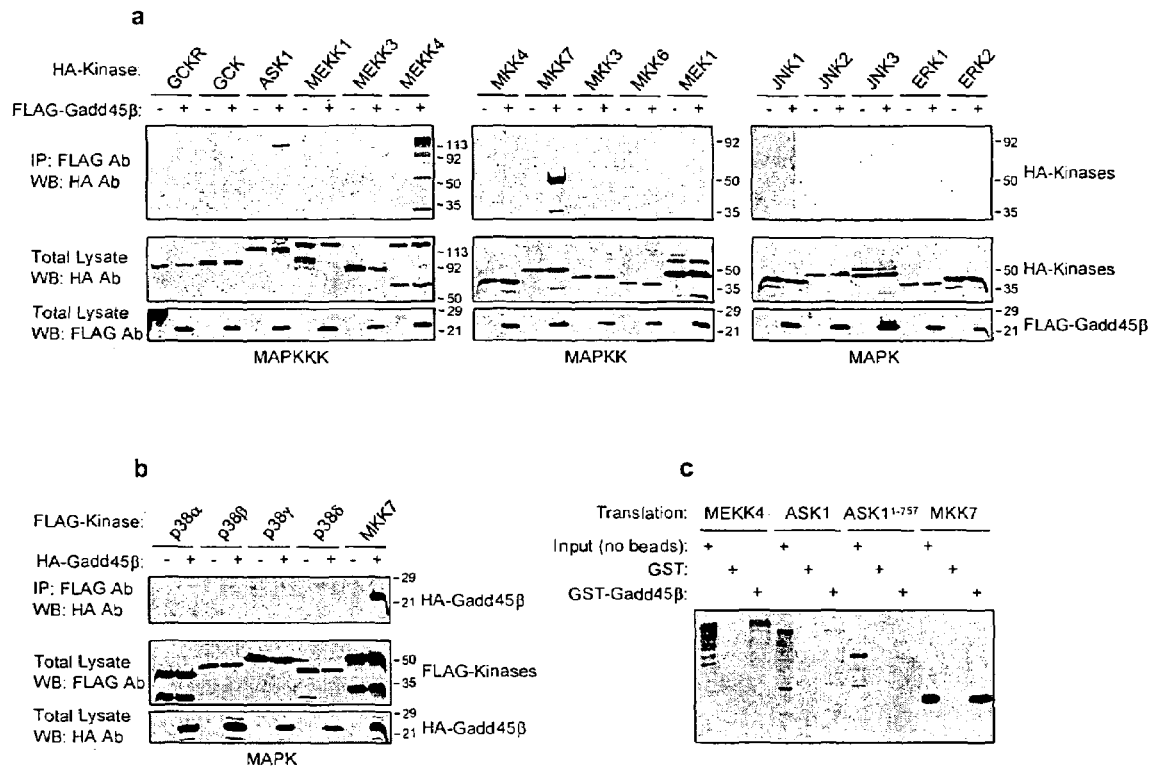 a
HA-Kinase: GCKR GCK ASK1 MEKK1 MEKK3 MEKK4 MKK4 MKK7 MKK3 MKK6 MEK1 JNK1 JNK2 JNK3 ERK1 ERK2
FLAG-Gadd45β: - + - + - + - + - + - + - + - + - + - + - + - + - + - + - + - +
IP: FLAG Ab
WB: HA Ab
-113
-92
-50
-35
-92
-50
-35
-92
-50
-35
HA-Kinases
Total Lysate
WB: HA Ab
-113
-92
-50
-50
-35
-50
-35
HA-Kinases
Total Lysate
WB: FLAG Ab
-29
-21
-29
-21
-29
-21
FLAG-Gadd45β
MAPKKK MAPKK MAPK
b
FLAG-Kinase: p38α p38β p38γ p38δ MKK7
HA-Gadd45β: - + - + - + - + - +
IP: FLAG Ab
WB: HA Ab
-29
-21
HA-Gadd45β
Total Lysate
WB: FLAG Ab
-50
-35
FLAG-Kinases
Total Lysate
WB: HA Ab
-29
-21
HA-Gadd45β
MAPK
c
Translation: MEKK4 ASK1 ASK1¹⁻⁷⁵⁷ MKK7
Input (no beads): + + + +
GST: + + + +
GST-Gadd45β: + + + +